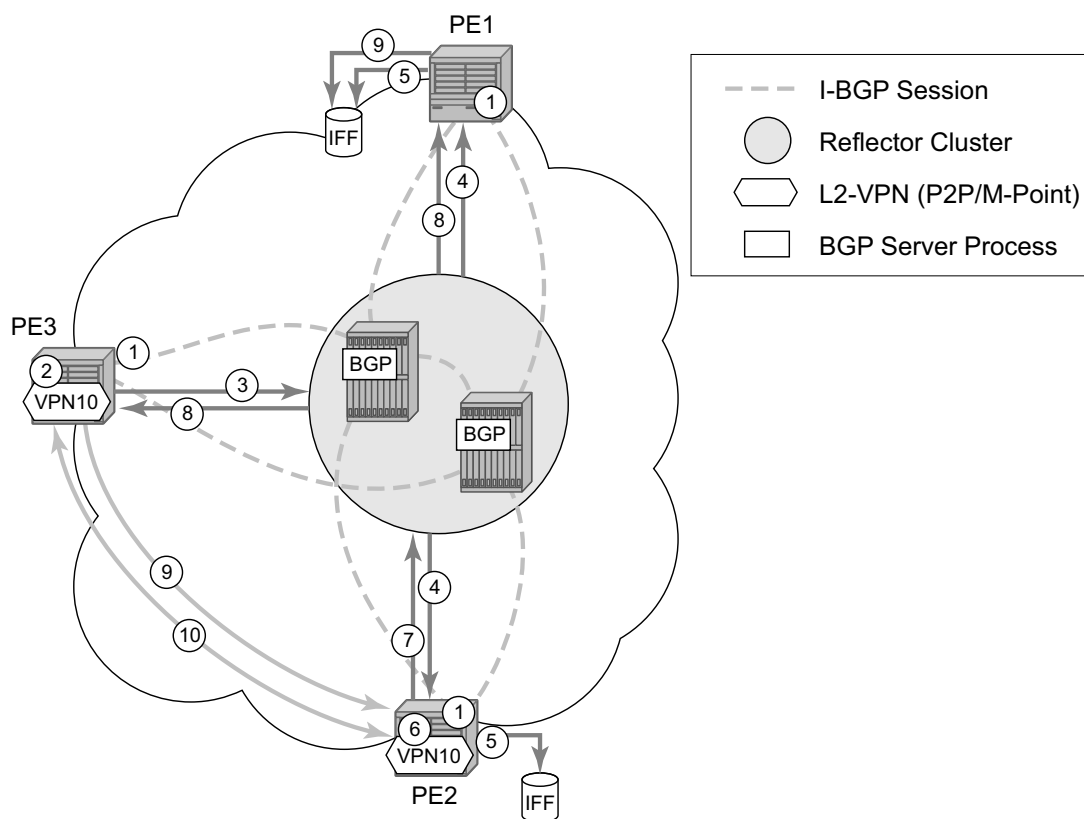 PE1
9
5
1
IFF
I-BGP Session
Reflector Cluster
L2-VPN (P2P/M-Point)
BGP Server Process
4
8
PE3
1
2
VPN10
3
8
BGP
BGP
9
4
10
7
1
6
VPN10
5
PE2
IFF